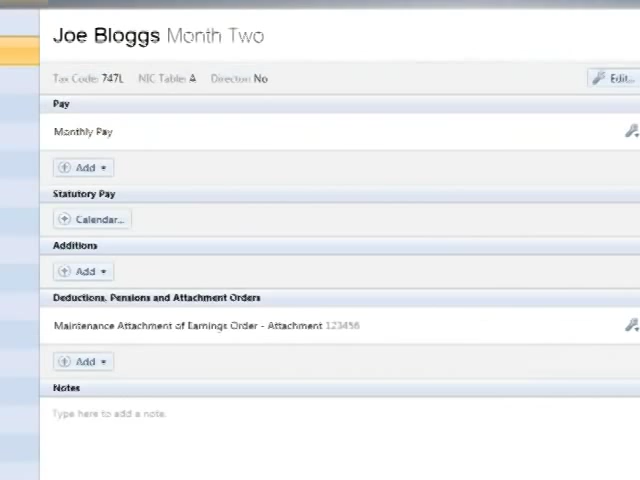 Joe Bloggs Month Two
Tax Code: 747L NIC Table: A Director: No
Edit...
Pay
Monthly Pay
Add
Statutory Pay
Calendar...
Additions
Add
Deductions, Pensions and Attachment Orders
Maintenance Attachment of Earnings Order - Attachment 123456
Add
Notes
Type here to add a note.